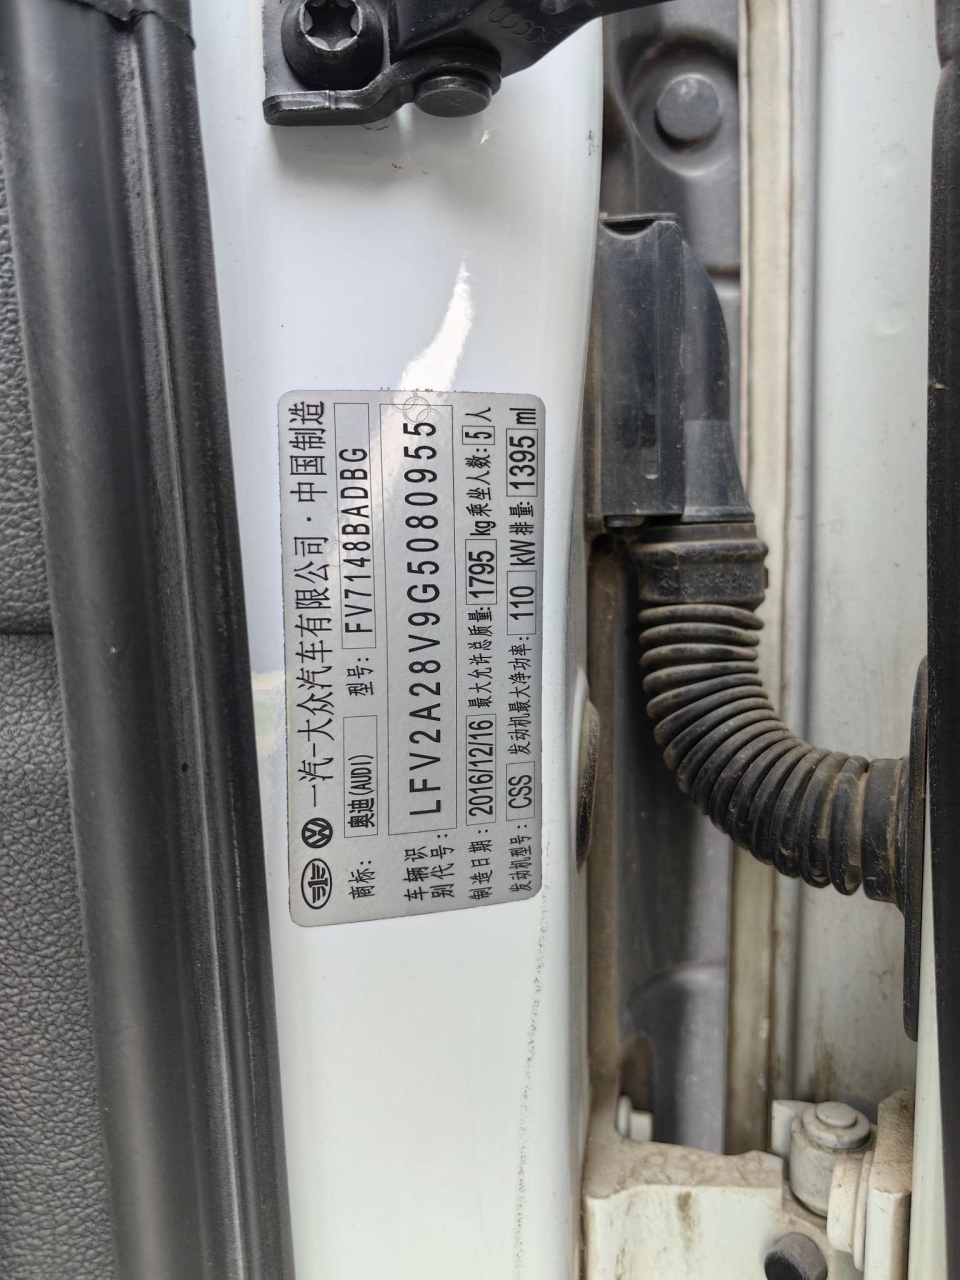 一汽-大众汽车有限公司·中国制造
商标: 奥迪(AUDI) 型号: FV7148BADBG
车辆识
别代号: LFV2A28V9G5080955
制造日期: 2016/12/16 最大允许总质量: 1795 kg 乘坐人数: 5 人
发动机型号: CSS 发动机最大净功率: 110 kW 排量: 1395 ml